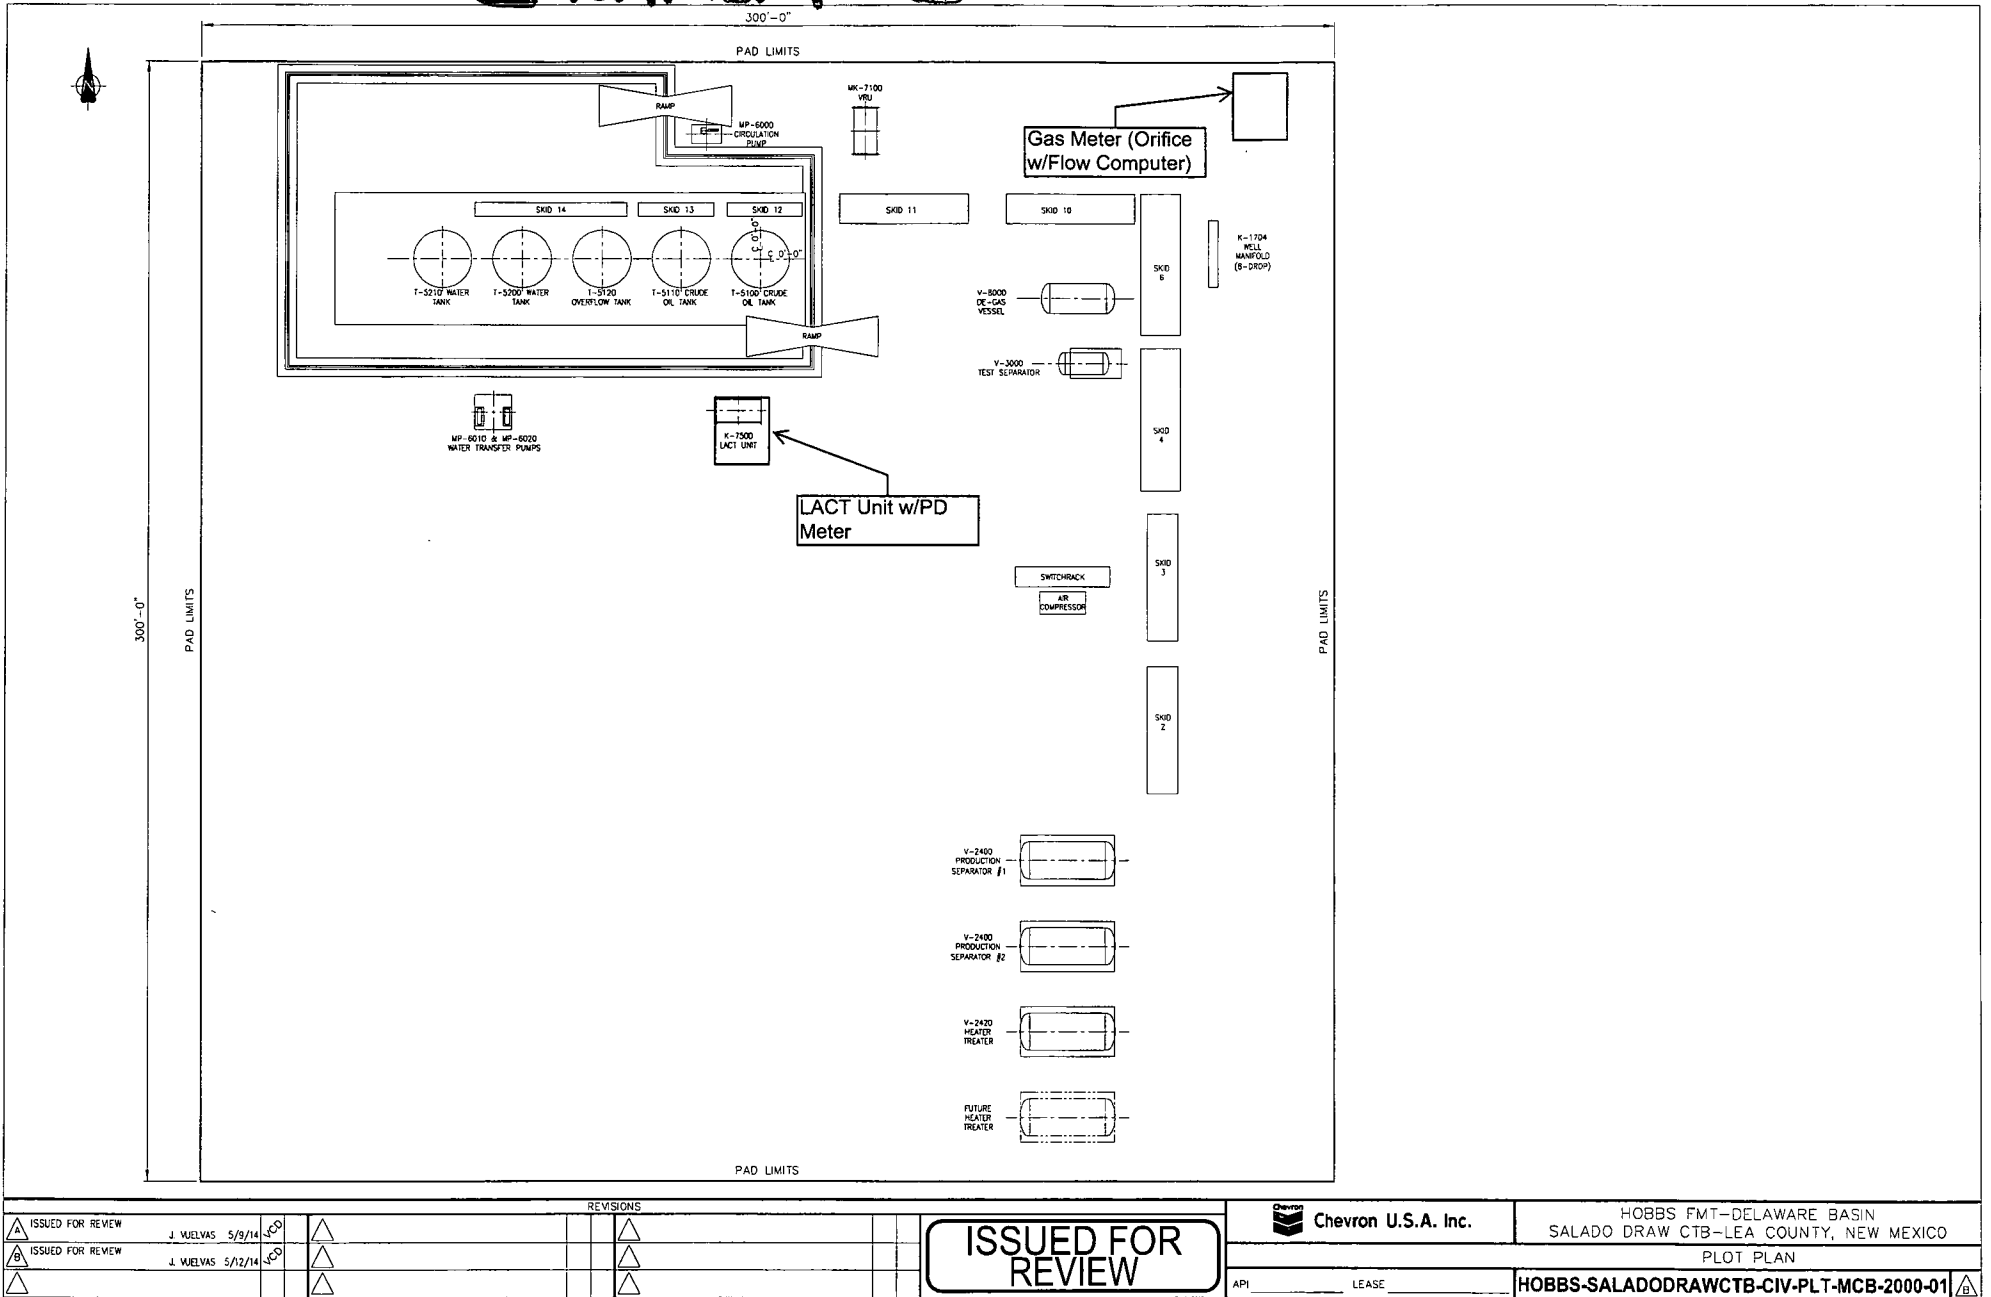 300'-0"
PAD LIMITS
N
RAMP
MK-7100
VRU
MP-6000
CIRCULATION
PUMP
Gas Meter (Orifice
w/Flow Computer)
SKID 14
SKID 13
SKID 12
SKID 11
SKID 10
SKID
6
K-1704
WELL
MANIFOLD
(8-DROP)
T-5210 WATER
TANK
T-5200 WATER
TANK
T-5120
OVERFLOW TANK
T-5110 CRUDE
OIL TANK
T-5100 CRUDE
OIL TANK
V-8000
DE-GAS
VESSEL
RAMP
V-3000
TEST SEPARATOR
SKID
4
MP-6010 & MP-6020
WATER TRANSFER PUMPS
K-7500
LACT UNIT
LACT Unit w/PD
Meter
SKID
3
SWITCHRACK
AIR
COMPRESSOR
300'-0"
PAD LIMITS
PAD LIMITS
SKID
2
V-2400
PRODUCTION
SEPARATOR #1
V-2400
PRODUCTION
SEPARATOR #2
V-2420
HEATER
TREATER
FUTURE
HEATER
TREATER
PAD LIMITS
REVISIONS
A ISSUED FOR REVIEW J. VUELVAS 5/9/14 VCD
B ISSUED FOR REVIEW J. VUELVAS 5/12/14 VCD
ISSUED FOR
REVIEW
Chevron
Chevron U.S.A. Inc.
HOBBS FMT-DELAWARE BASIN
SALADO DRAW CTB-LEA COUNTY, NEW MEXICO
PLOT PLAN
API LEASE
HOBBS-SALADODRAWCTB-CIV-PLT-MCB-2000-01 B